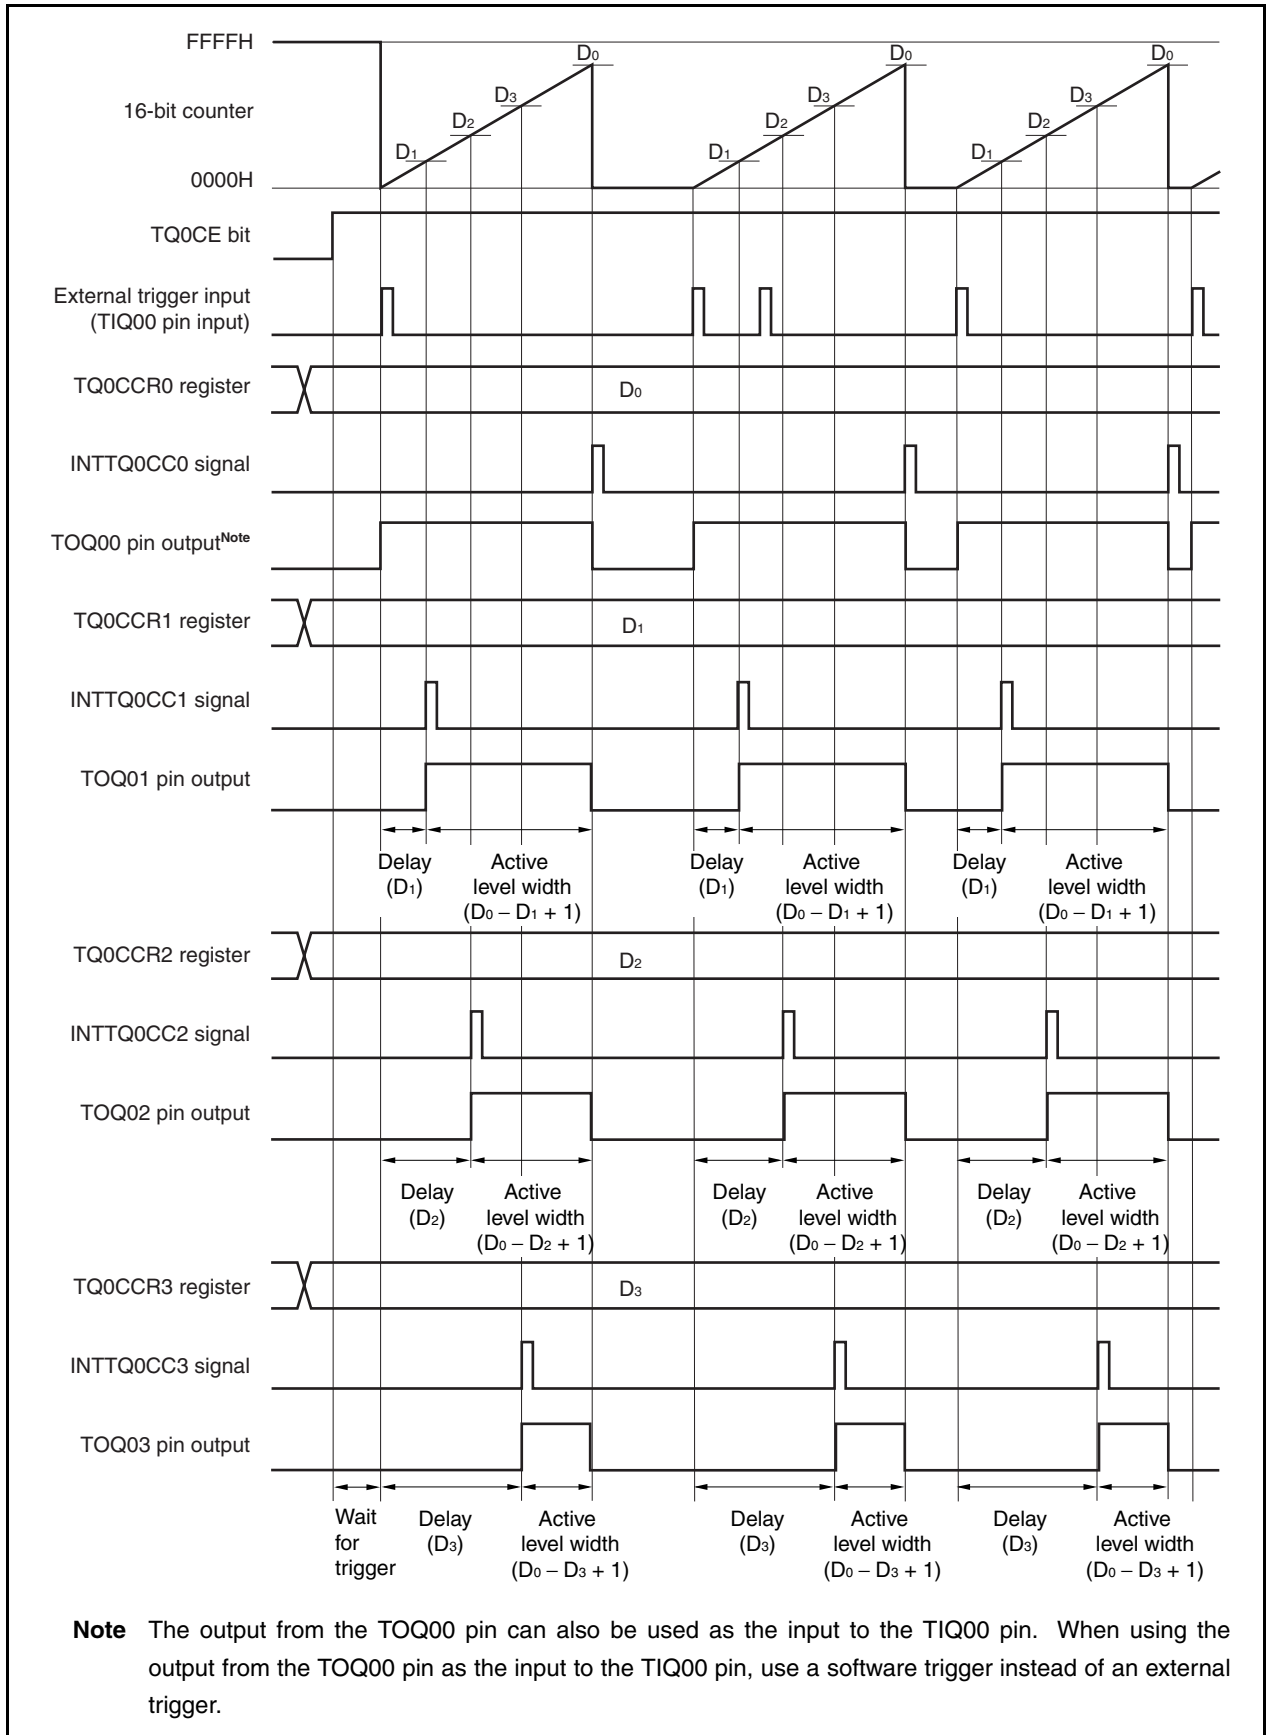 FFFFH
D0 D0 D0
16-bit counter
D3 D3 D3
D2 D2 D2
D1 D1 D1
0000H
TQ0CE bit
External trigger input
(TIQ00 pin input)
TQ0CCR0 register
D0
INTTQ0CC0 signal
TOQ00 pin outputNote
TQ0CCR1 register
D1
INTTQ0CC1 signal
TOQ01 pin output
Delay Active Delay Active Delay Active
(D1) level width (D1) level width (D1) level width
(D0 – D1 + 1) (D0 – D1 + 1) (D0 – D1 + 1)
TQ0CCR2 register
D2
INTTQ0CC2 signal
TOQ02 pin output
Delay Active Delay Active Delay Active
(D2) level width (D2) level width (D2) level width
(D0 – D2 + 1) (D0 – D2 + 1) (D0 – D2 + 1)
TQ0CCR3 register
D3
INTTQ0CC3 signal
TOQ03 pin output
Wait Delay Active Delay Active Delay Active
for (D3) level width (D3) level width (D3) level width
trigger (D0 – D3 + 1) (D0 – D3 + 1) (D0 – D3 + 1)
Note The output from the TOQ00 pin can also be used as the input to the TIQ00 pin. When using the
output from the TOQ00 pin as the input to the TIQ00 pin, use a software trigger instead of an external
trigger.